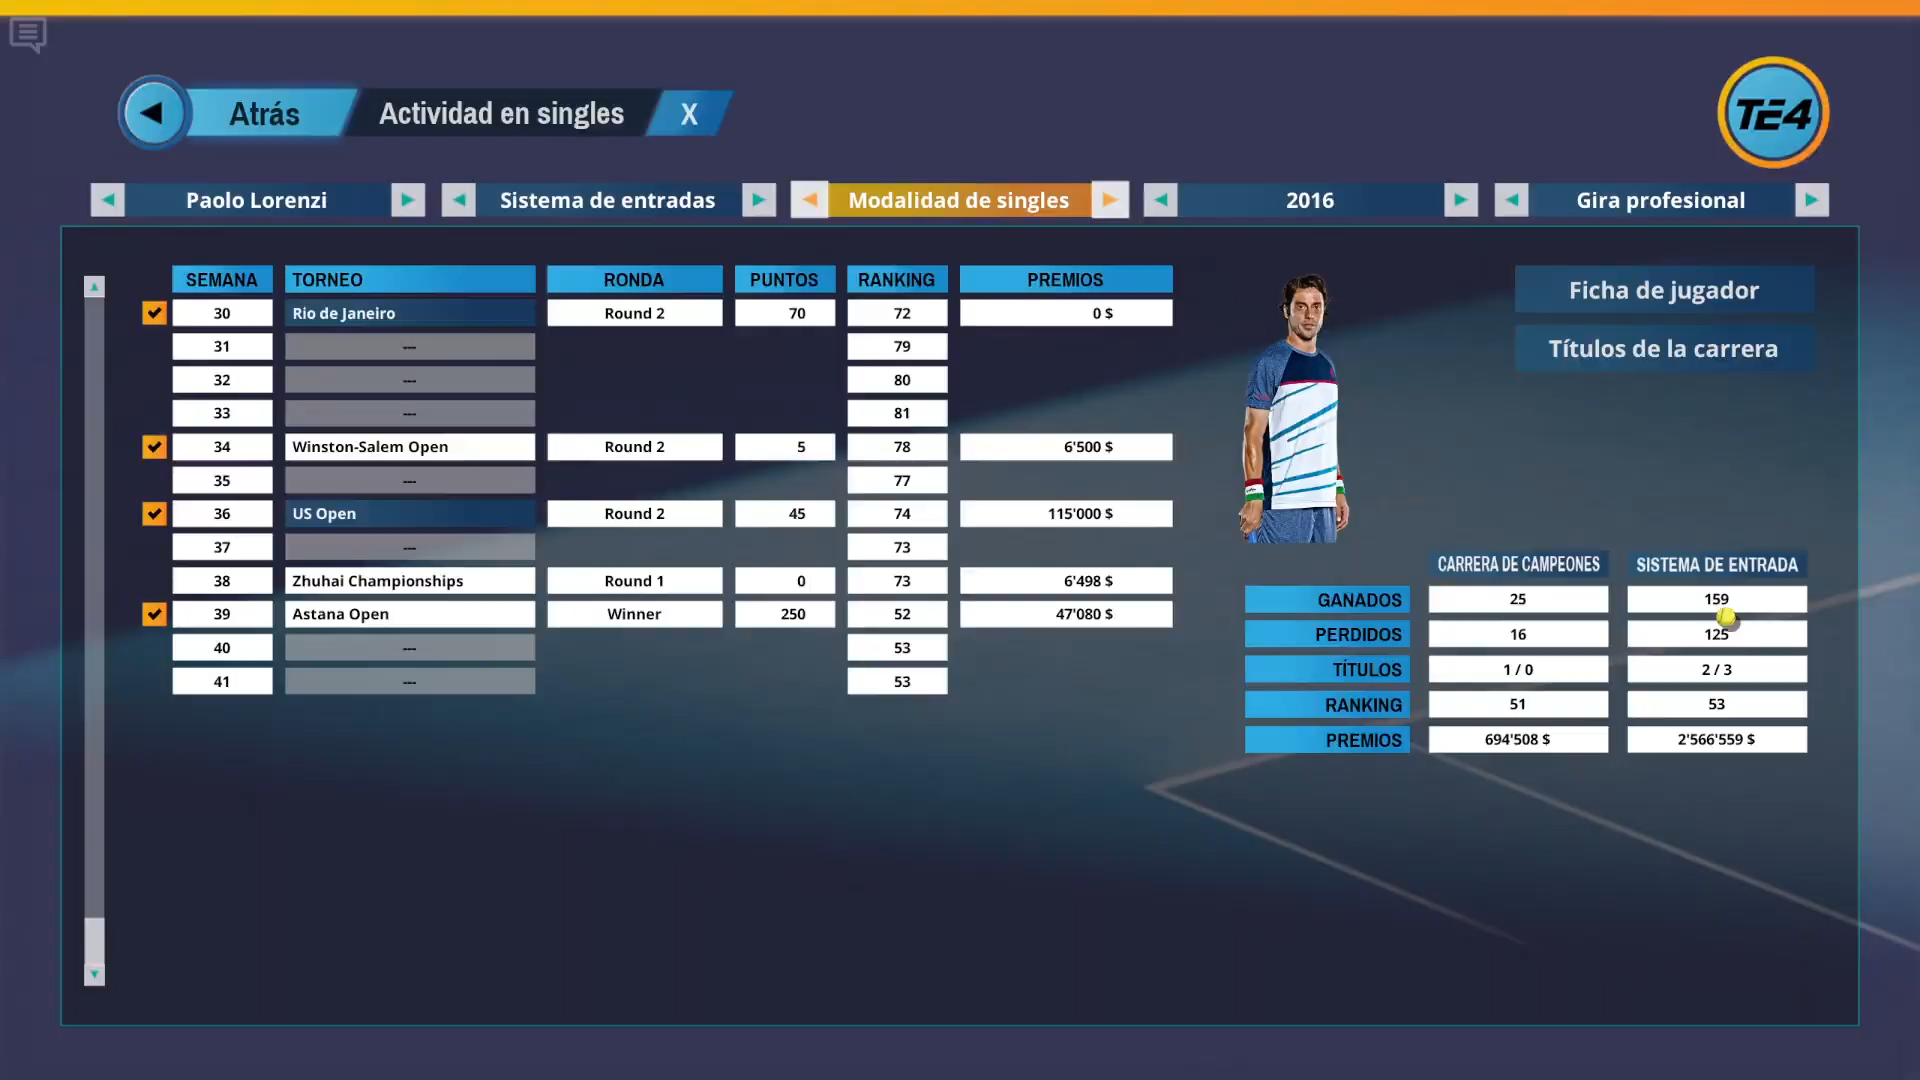 Atrás
Actividad en singles
X
TE4
Paolo Lorenzi
Sistema de entradas
Modalidad de singles
2016
Gira profesional
SEMANA TORNEO RONDA PUNTOS RANKING PREMIOS
30 Rio de Janeiro Round 2 70 72 0 $
31 --- 79
32 --- 80
33 --- 81
34 Winston-Salem Open Round 2 5 78 6'500 $
35 --- 77
36 US Open Round 2 45 74 115'000 $
37 --- 73
38 Zhuhai Championships Round 1 0 73 6'498 $
39 Astana Open Winner 250 52 47'080 $
40 --- 53
41 --- 53
Ficha de jugador
Títulos de la carrera
CARRERA DE CAMPEONES SISTEMA DE ENTRADA
GANADOS 25 159
PERDIDOS 16 125
TÍTULOS 1 / 0 2 / 3
RANKING 51 53
PREMIOS 694'508 $ 2'566'559 $